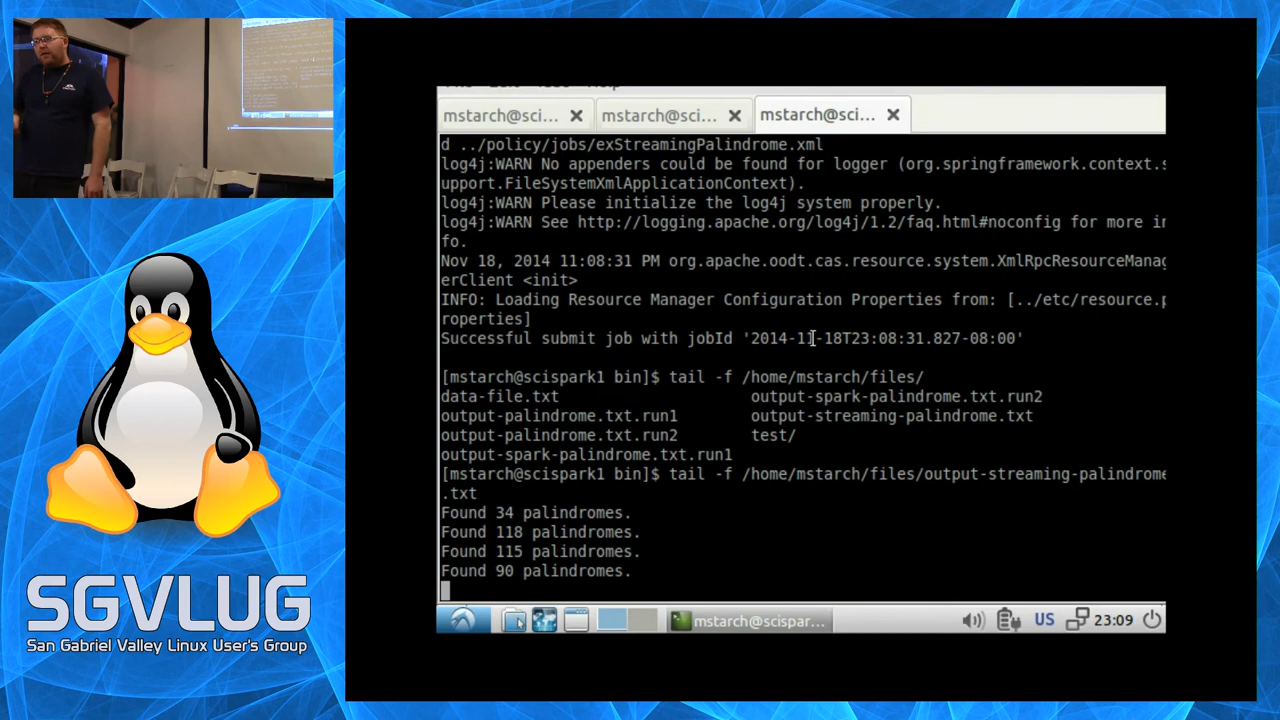 mstarch@sci... mstarch@sci... mstarch@sci...
d ../policy/jobs/exStreamingPalindrome.xml
log4j:WARN No appenders could be found for logger (org.springframework.context.s
upport.FileSystemXmlApplicationContext).
log4j:WARN Please initialize the log4j system properly.
log4j:WARN See http://logging.apache.org/log4j/1.2/faq.html#noconfig for more in
fo.
Nov 18, 2014 11:08:31 PM org.apache.oodt.cas.resource.system.XmlRpcResourceManag
erClient <init>
INFO: Loading Resource Manager Configuration Properties from: [../etc/resource.p
roperties]
Successful submit job with jobId '2014-11-18T23:08:31.827-08:00'
[mstarch@scispark1 bin]$ tail -f /home/mstarch/files/
data-file.txt output-spark-palindrome.txt.run2
output-palindrome.txt.run1 output-streaming-palindrome.txt
output-palindrome.txt.run2 test/
output-spark-palindrome.txt.run1
[mstarch@scispark1 bin]$ tail -f /home/mstarch/files/output-streaming-palindrome
.txt
Found 34 palindromes.
Found 118 palindromes.
Found 115 palindromes.
Found 90 palindromes.
mstarch@scispar... US 23:09
SGVLUG
San Gabriel Valley Linux User's Group